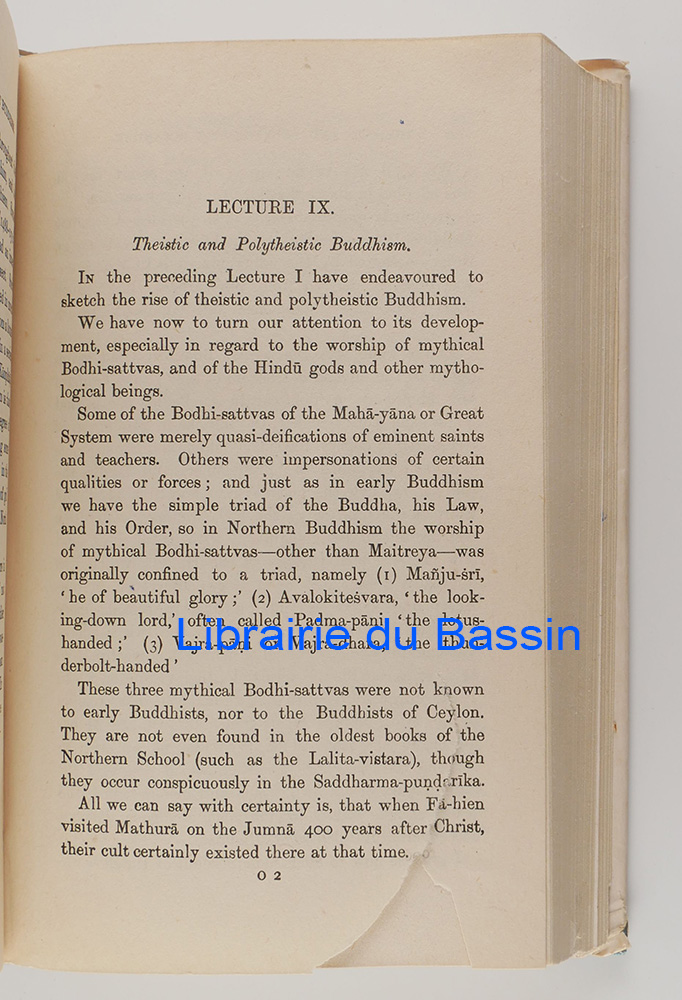 LECTURE IX.
Theistic and Polytheistic Buddhism.
IN the preceding Lecture I have endeavoured to
sketch the rise of theistic and polytheistic Buddhism.
We have now to turn our attention to its develop-
ment, especially in regard to the worship of mythical
Bodhi-sattvas, and of the Hindū gods and other mytho-
logical beings.
Some of the Bodhi-sattvas of the Mahā-yāna or Great
System were merely quasi-deifications of eminent saints
and teachers. Others were impersonations of certain
qualities or forces; and just as in early Buddhism
we have the simple triad of the Buddha, his Law,
and his Order, so in Northern Buddhism the worship
of mythical Bodhi-sattvas—other than Maitreya—was
originally confined to a triad, namely (1) Mañju-śrī,
‘he of beautiful glory;’ (2) Avalokiteśvara, ‘the look-
ing-down lord,’ often called Padma-pāṇi ‘the lotus-
handed;’ (3) Vajra-pāṇi or Vajra-dhara, ‘the thun-
derbolt-handed’
Librairie du Bassin
These three mythical Bodhi-sattvas were not known
to early Buddhists, nor to the Buddhists of Ceylon.
They are not even found in the oldest books of the
Northern School (such as the Lalita-vistara), though
they occur conspicuously in the Saddharma-puṇḍarīka.
All we can say with certainty is, that when Fā-hien
visited Mathurā on the Jumnā 400 years after Christ,
their cult certainly existed there at that time.
O 2